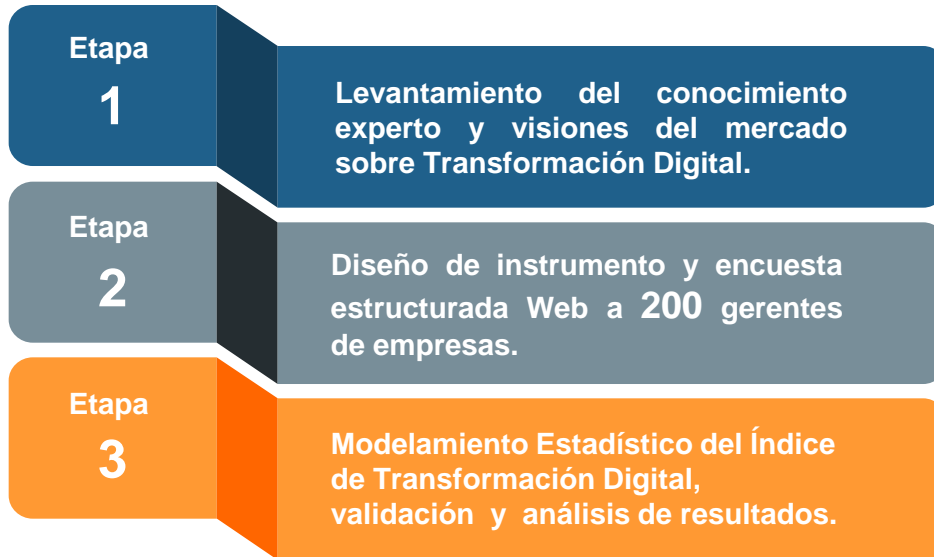 Etapa
1
Levantamiento del conocimiento
experto y visiones del mercado
sobre Transformación Digital.
Etapa
2
Diseño de instrumento y encuesta
estructurada Web a 200 gerentes
de empresas.
Etapa
3
Modelamiento Estadístico del Índice
de Transformación Digital,
validación y análisis de resultados.